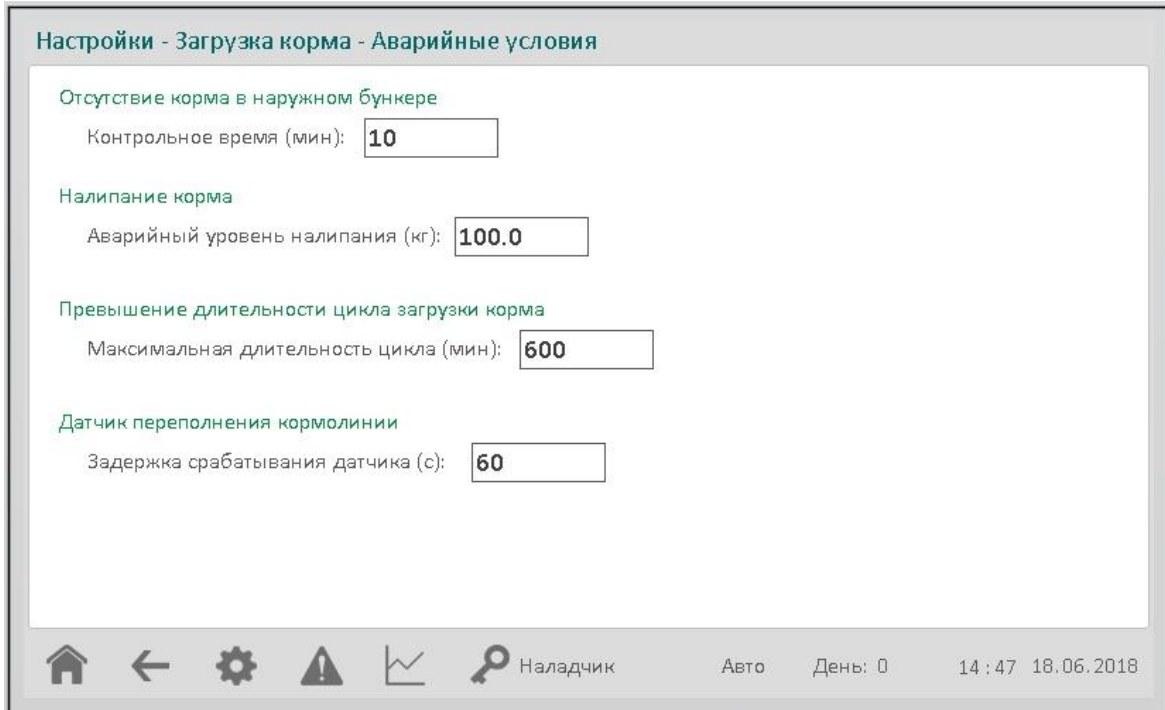 Настройки - Загрузка корма - Аварийные условия
Отсутствие корма в наружном бункере
Контрольное время (мин): 10
Налипание корма
Аварийный уровень налипания (кг): 100.0
Превышение длительности цикла загрузки корма
Максимальная длительность цикла (мин): 600
Датчик переполнения кормолинии
Задержка срабатывания датчика (с): 60
Наладчик Авто День: 0 14:47 18.06.2018